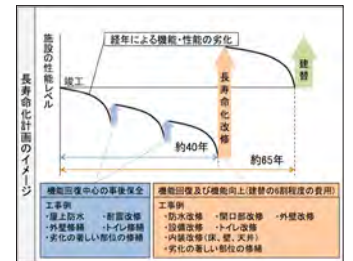 長寿命化計画のイメージ
施設の性能レベル
経年による機能・性能の劣化
竣工
長寿命化改修
建替
約40年
約65年
機能回復中心の事後保全
工事例
・屋上防水 ・耐震改修
・外壁修繕 ・トイレ修繕
・劣化の著しい部位の修繕
機能回復及び機能向上(建替の6割程度の費用)
工事例
・防水改修 ・開口部改修 ・外壁改修
・設備改修 ・トイレ改修
・内装改修(床、壁、天井)
・劣化の著しい部位の修繕